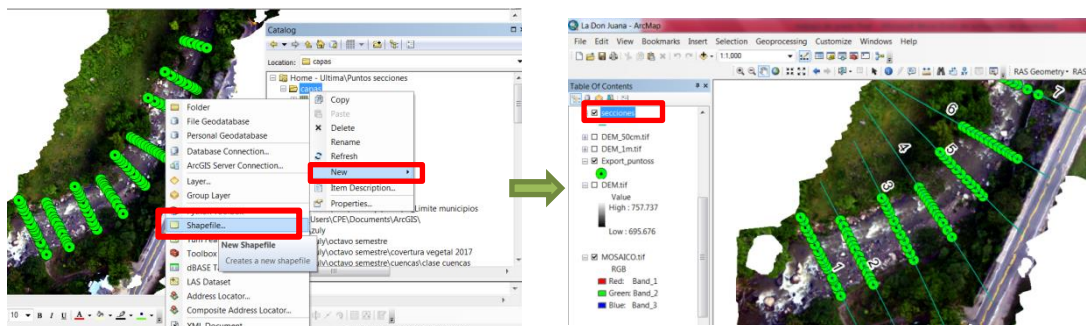 Catalog
Location: capas
Home - Ultima\Puntos secciones
capas
Folder
File Geodatabase
Personal Geodatabase
Database Connection...
ArcGIS Server Connection...
Layer...
Group Layer
Shapefile...
Turn Fea
Toolbox
dBASE T
LAS Dataset
Address Locator...
Composite Address Locator...
XML Document
New Shapefile
Creates a new shapefile
Copy
Paste
Delete
Rename
Refresh
New
Item Description...
Properties...
Limite municipios
Users\CPE\Documents\ArcGIS\
zuly
uly\octavo semestre
uly\octavo semestre\covertura vegetal 2017
uly\octavo semestre\cuencas\clase cuencas
10 B I U A
La Don Juana - ArcMap
File Edit View Bookmarks Insert Selection Geoprocessing Customize Windows Help
1:1,000
RAS Geometry RAS
Table Of Contents
secciones
DEM_50cm.tif
DEM_1m.tif
Export_puntoss
DEM.tif
Value
High : 757.737
Low : 695.676
MOSAICO.tif
RGB
Red: Band_1
Green: Band_2
Blue: Band_3
1
2
3
4
5
6
7